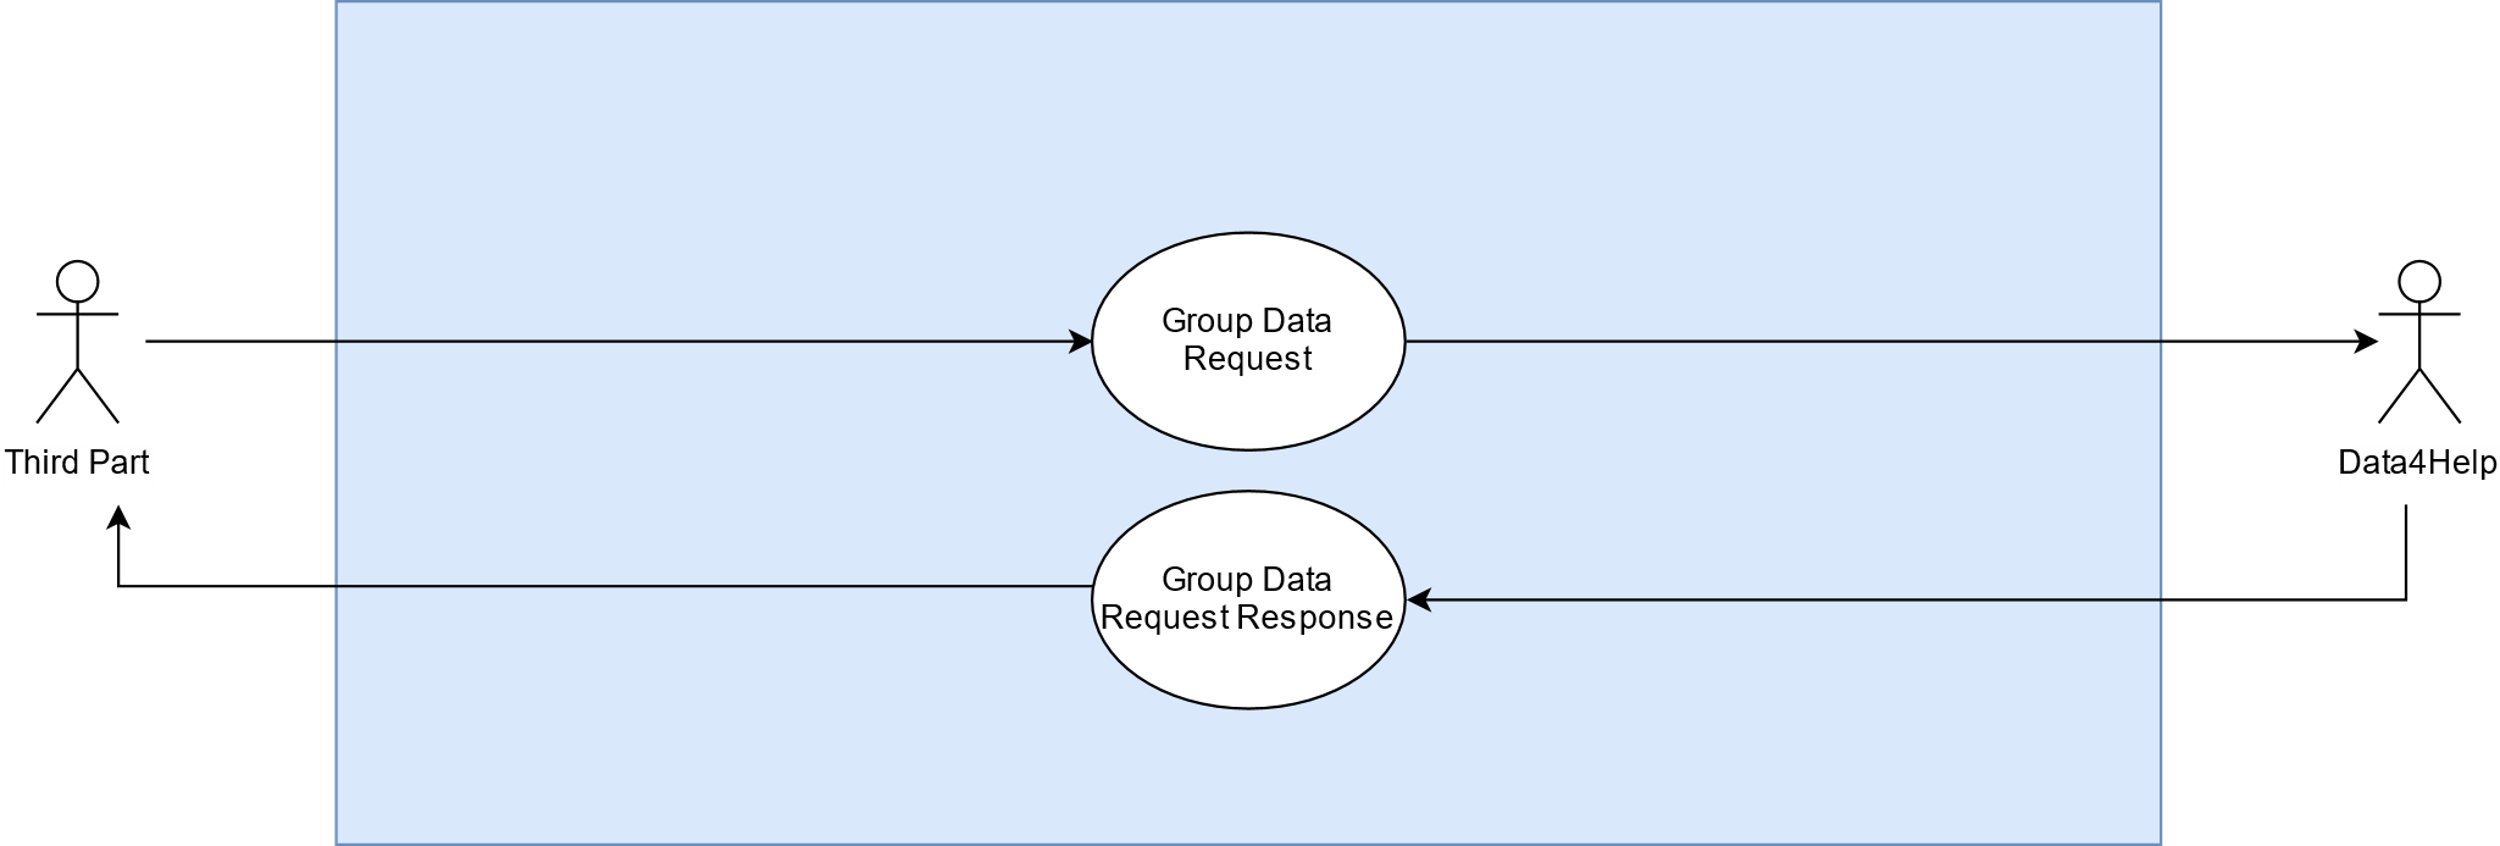 Group Data
Request
Third Part
Data4Help
Group Data
Request Response